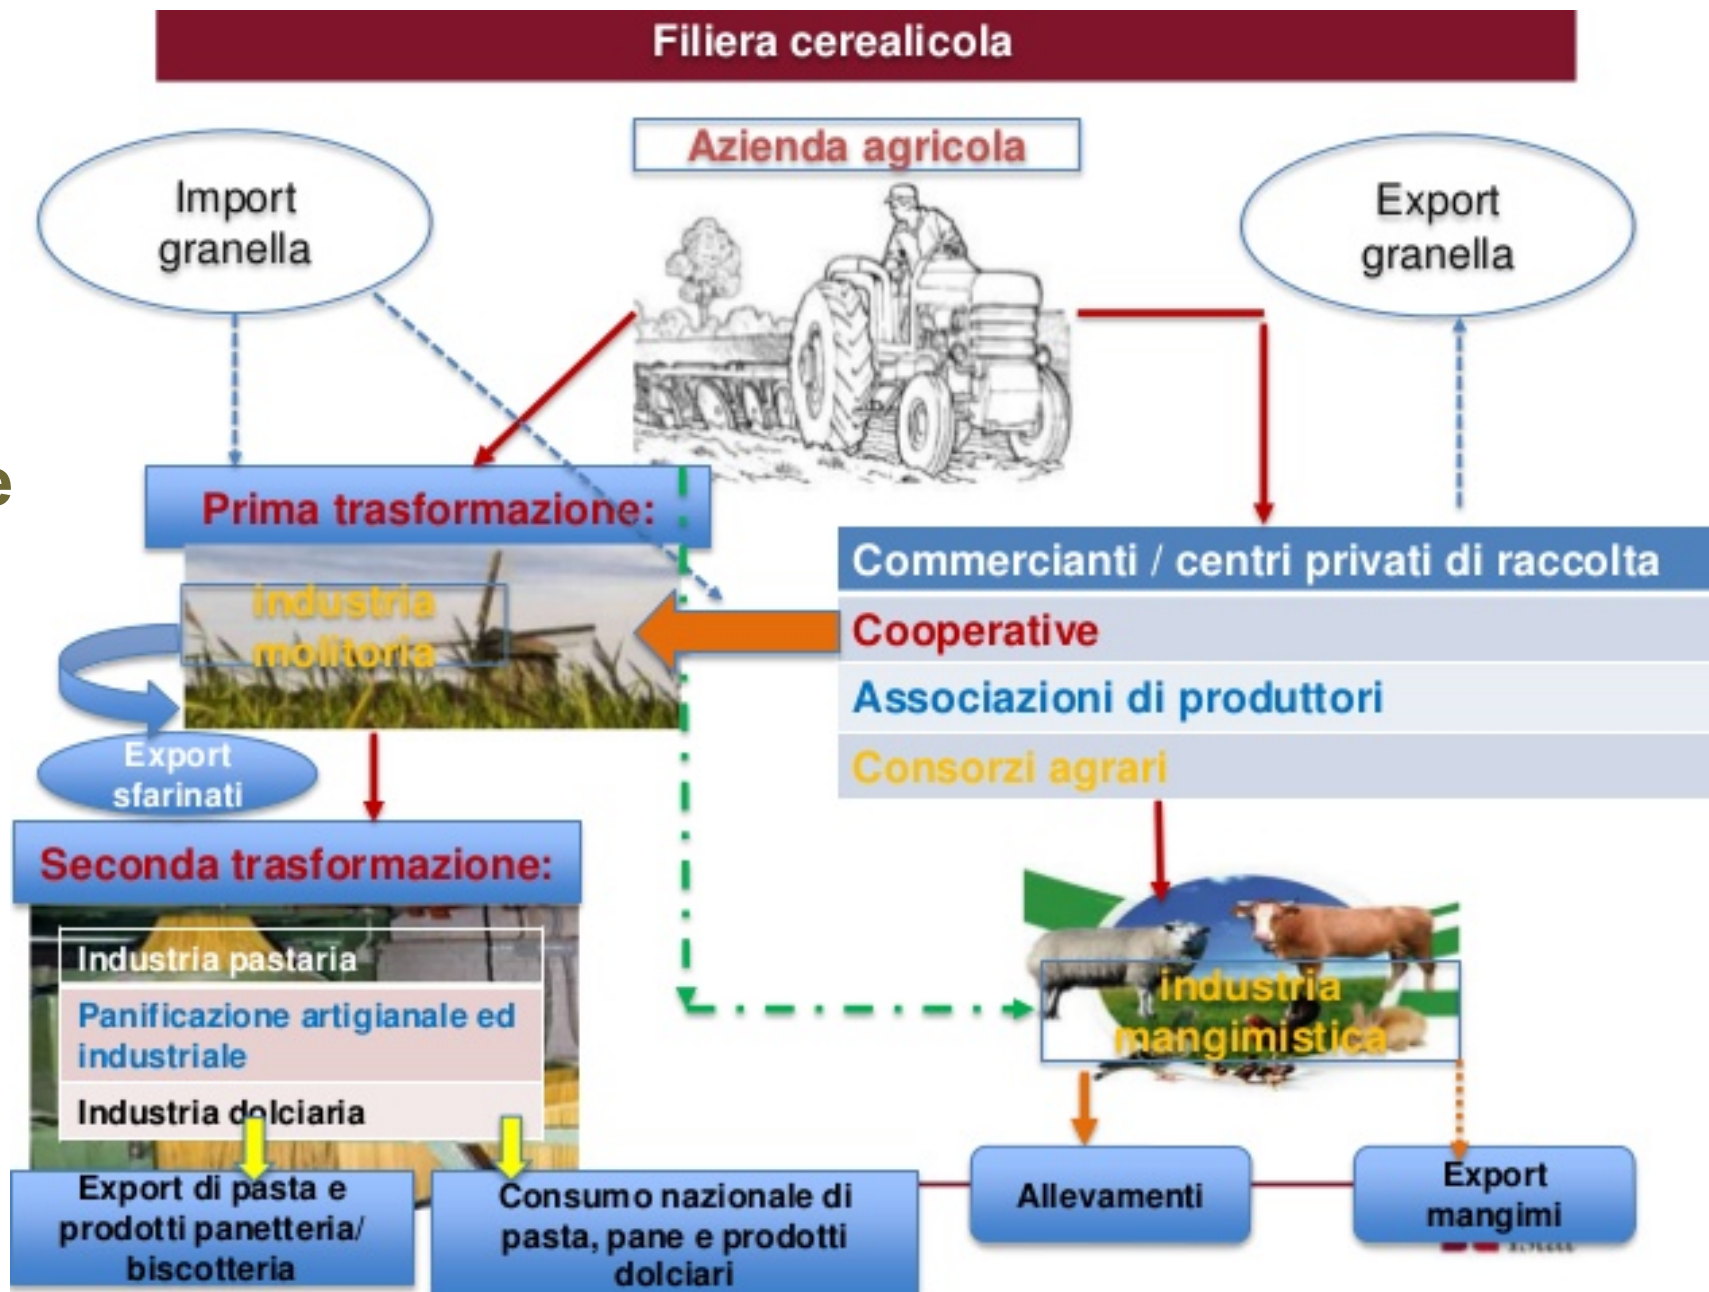 Filiera cerealicola
Azienda agricola
Import
granella
Export
granella
e
Prima trasformazione:
industria
molitoria
Commercianti / centri privati di raccolta
Cooperative
Associazioni di produttori
Consorzi agrari
Export
sfarinati
Seconda trasformazione:
Industria pastaria
Panificazione artigianale ed
industriale
Industria dolciaria
industria
mangimistica
Export di pasta e
prodotti panetteria/
biscotteria
Consumo nazionale di
pasta, pane e prodotti
dolciari
Allevamenti
Export
mangimi